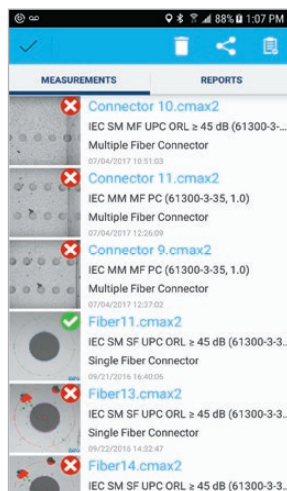 88% 1:07 PM
MEASUREMENTS REPORTS
Connector 10.cmax2
IEC SM MF UPC ORL ≥ 45 dB (61300-3-...
Multiple Fiber Connector
07/04/2017 10:51:03
Connector 11.cmax2
IEC MM MF PC (61300-3-35, 1.0)
Multiple Fiber Connector
07/04/2017 12:26:09
Connector 9.cmax2
IEC MM MF PC (61300-3-35, 1.0)
Multiple Fiber Connector
07/04/2017 12:37:02
Fiber11.cmax2
IEC SM SF UPC ORL ≥ 45 dB (61300-3-3...
Single Fiber Connector
09/21/2016 16:40:06
Fiber13.cmax2
IEC SM SF UPC ORL ≥ 45 dB (61300-3-3...
Single Fiber Connector
09/22/2016 14:32:47
Fiber14.cmax2
IEC SM SF UPC ORL ≥ 45 dB (61300-3-3...